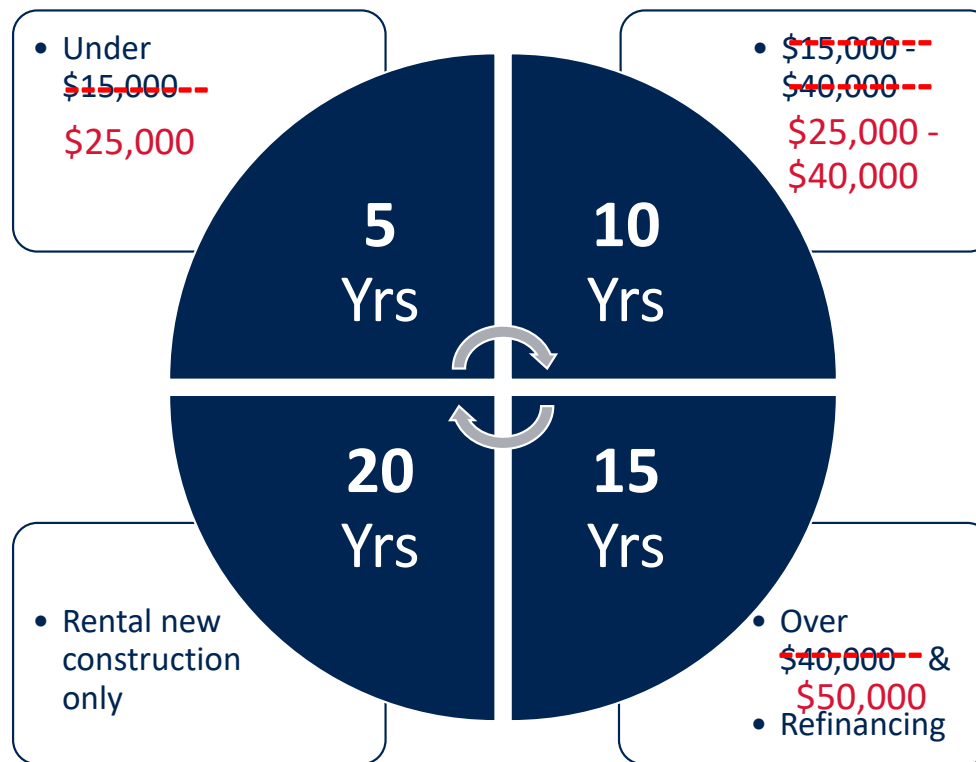 • Under
$15,000
$25,000
• $15,000 -
$40,000
$25,000 -
$40,000
5
Yrs
10
Yrs
20
Yrs
15
Yrs
• Rental new
construction
only
• Over
$40,000 &
$50,000
• Refinancing